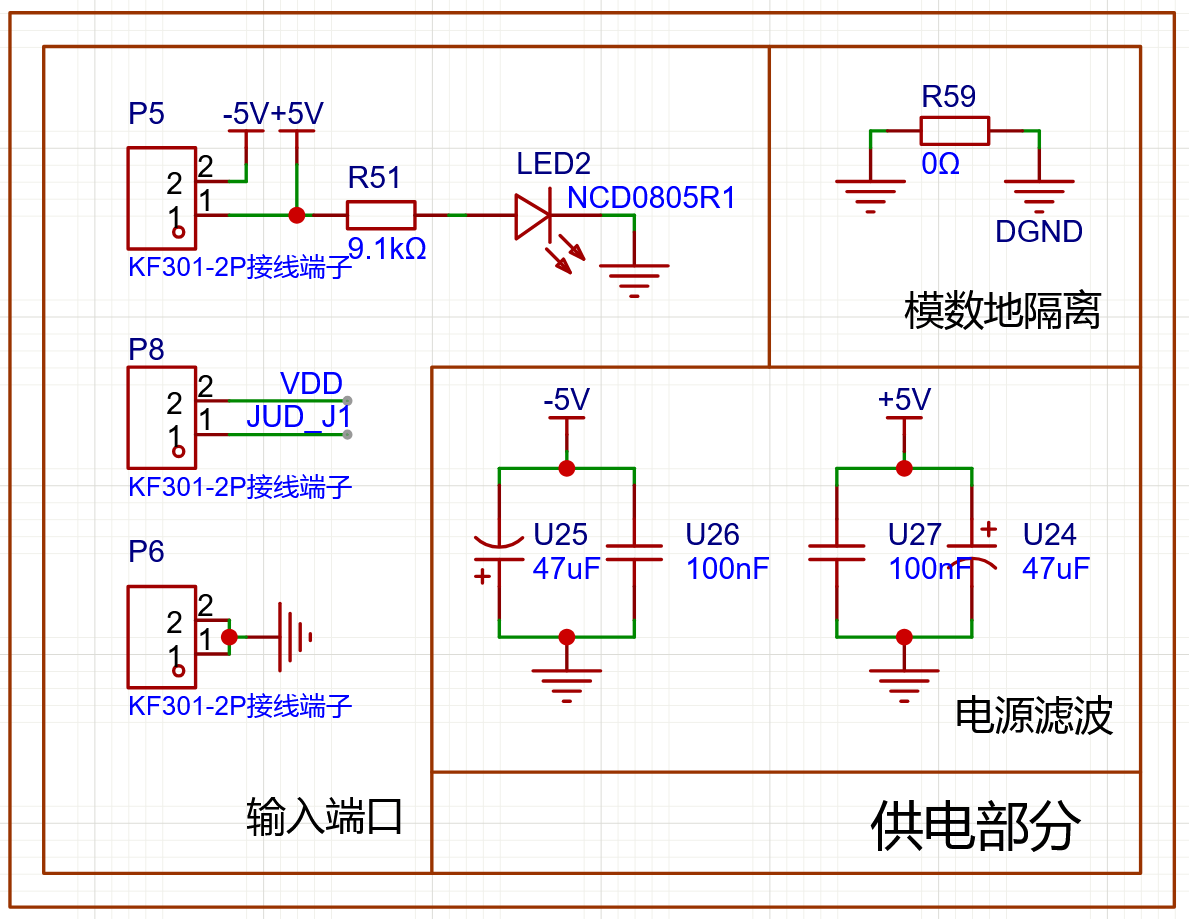 P5
-5V+5V
2
2
1
1
KF301-2P接线端子
R51
9.1kΩ
LED2
NCD0805R1
R59
0Ω
DGND
模数地隔离
P8
2
2
1
1
VDD
JUD_J1
KF301-2P接线端子
P6
2
2
1
1
KF301-2P接线端子
输入端口
-5V
+5V
U25
47uF
+
U26
100nF
U27
100nF
+
U24
47uF
电源滤波
供电部分